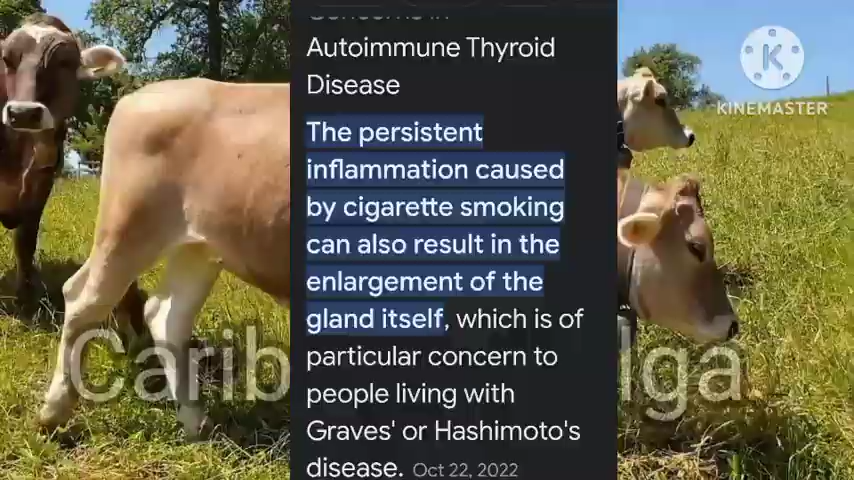 Autoimmune Thyroid
Disease
The persistent
inflammation caused
by cigarette smoking
can also result in the
enlargement of the
gland itself, which is of
particular concern to
people living with
Graves' or Hashimoto's
disease. Oct 22, 2022
KINEMASTER